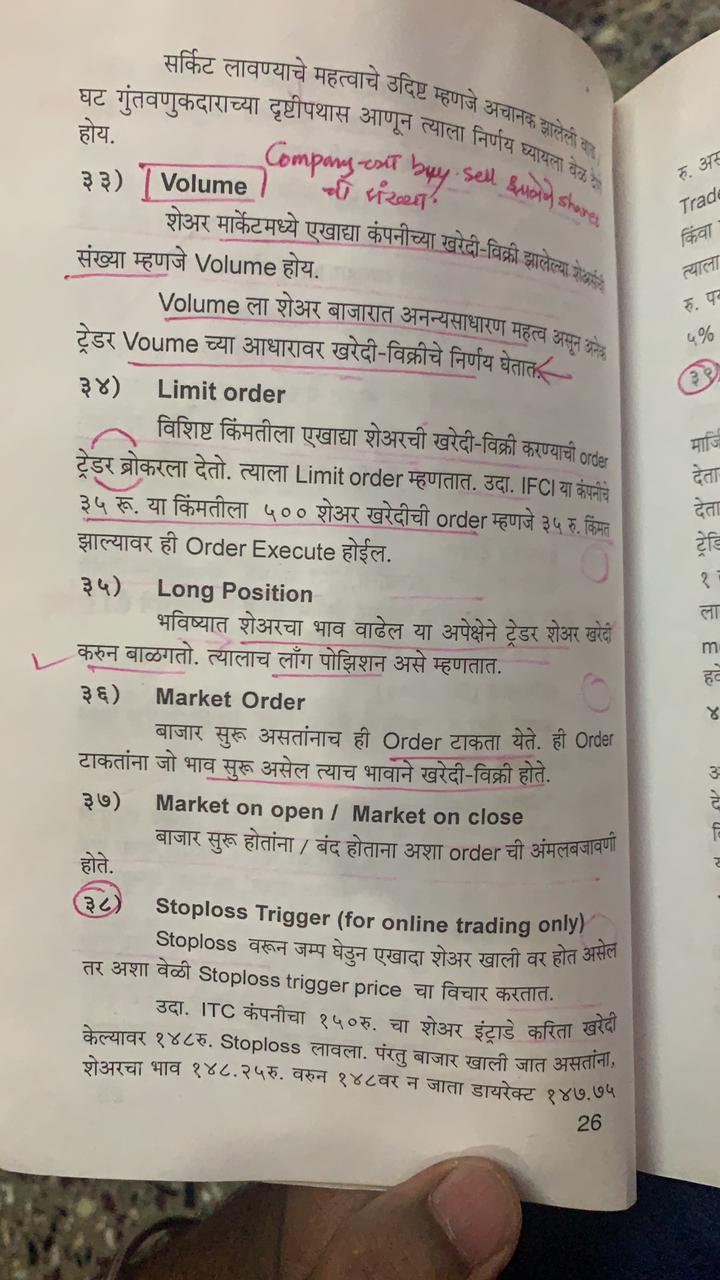 सर्किट लावण्याचे महत्वाचे उदिष्ट म्हणजे अचानक झालेली वाढ /
घट गुंतवणुकदाराच्या दृष्टीपथास आणून त्याला निर्णय घ्यायला वेळ देणे
होय.
Company च्या buy-sell झालेले shares
ची संख्या.
३३) Volume
शेअर मार्केटमध्ये एखाद्या कंपनीच्या खरेदी-विक्री झालेल्या शेअर्सची
संख्या म्हणजे Volume होय.
Volume ला शेअर बाजारात अनन्यसाधारण महत्व असून अनेक
ट्रेडर Voume च्या आधारावर खरेदी-विक्रीचे निर्णय घेतात.
३४) Limit order
विशिष्ट किंमतीला एखाद्या शेअरची खरेदी-विक्री करण्याची order
ट्रेडर ब्रोकरला देतो. त्याला Limit order म्हणतात. उदा. IFCI या कंपनीचे
३५ रू. या किंमतीला ५०० शेअर खरेदीची order म्हणजे ३५ रु. किंमत
झाल्यावर ही Order Execute होईल.
३५) Long Position
भविष्यात शेअरचा भाव वाढेल या अपेक्षेने ट्रेडर शेअर खरेदी
करुन बाळगतो. त्यालाच लाँग पोझिशन असे म्हणतात.
३६) Market Order
बाजार सुरू असतांनाच ही Order टाकता येते. ही Order
टाकतांना जो भाव सुरू असेल त्याच भावाने खरेदी-विक्री होते.
३७) Market on open / Market on close
बाजार सुरू होतांना / बंद होताना अशा order ची अंमलबजावणी
होते.
३८) Stoploss Trigger (for online trading only)
Stoploss वरून जम्प घेडुन एखादा शेअर खाली वर होत असेल
तर अशा वेळी Stoploss trigger price चा विचार करतात.
उदा. ITC कंपनीचा १५०रु. चा शेअर इंट्राडे करिता खरेदी
केल्यावर १४८रु. Stoploss लावला. पंरतु बाजार खाली जात असतांना,
शेअरचा भाव १४८.२५रु. वरुन १४८वर न जाता डायरेक्ट १४७.७५
26
रु. अस
Trade
किंवा
त्याला
रु. प
५%
३९
मार्जि
देता
देता
ट्रेडि
१
ला
m
हवे
४